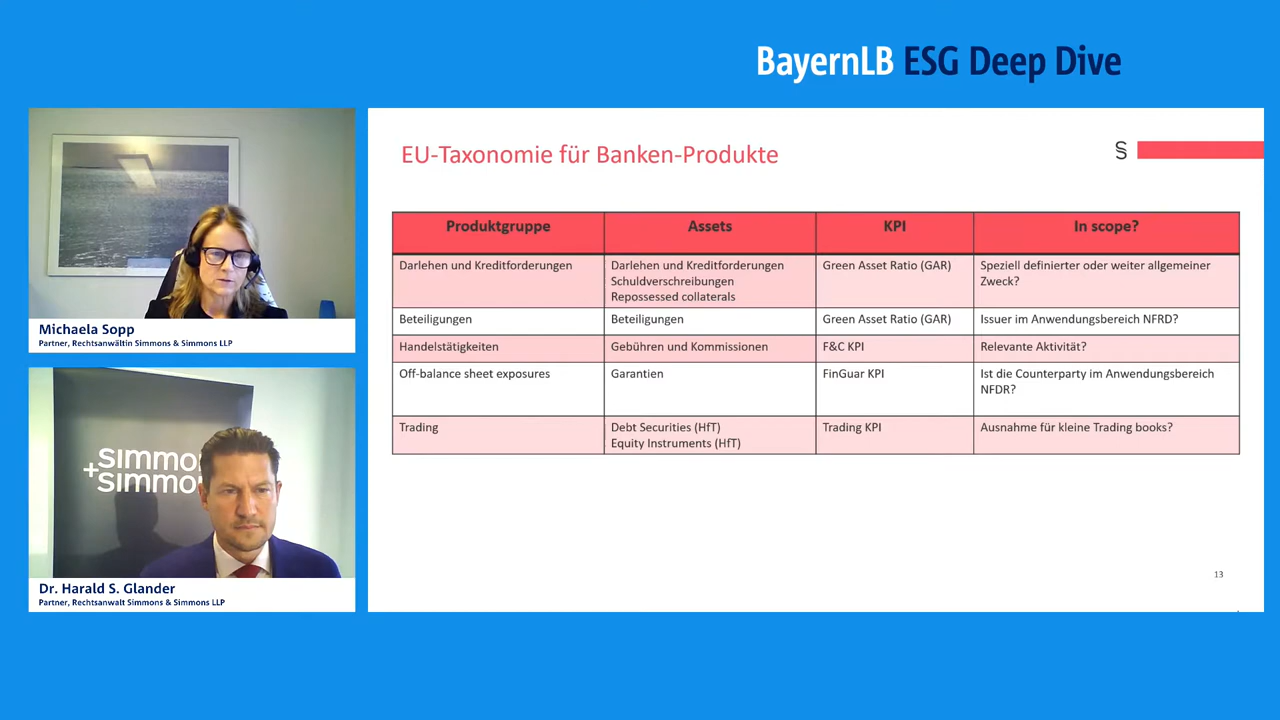 BayernLB ESG Deep Dive
EU-Taxonomie für Banken-Produkte
§
Produktgruppe Assets KPI In scope?
Darlehen und Kreditforderungen
Darlehen und Kreditforderungen
Schuldverschreibungen
Repossessed collaterals
Green Asset Ratio (GAR)
Speziell definierter oder weiter allgemeiner
Zweck?
Beteiligungen
Beteiligungen
Green Asset Ratio (GAR)
Issuer im Anwendungsbereich NFRD?
Handelstätigkeiten
Gebühren und Kommissionen
F&C KPI
Relevante Aktivität?
Off-balance sheet exposures
Garantien
FinGuar KPI
Ist die Counterparty im Anwendungsbereich
NFDR?
Trading
Debt Securities (HfT)
Equity Instruments (HfT)
Trading KPI
Ausnahme für kleine Trading books?
13
Michaela Sopp
Partner, Rechtsanwältin Simmons & Simmons LLP
+simmo
simmo
Dr. Harald S. Glander
Partner, Rechtsanwalt Simmons & Simmons LLP